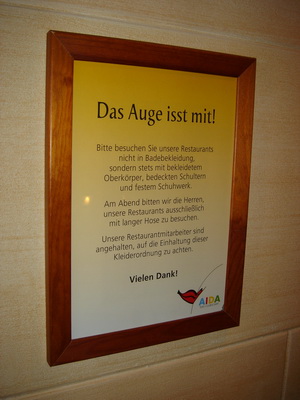 Das Auge isst mit!
Bitte besuchen Sie unsere Restaurants
nicht in Badebekleidung,
sondern stets mit bekleidetem
Oberkörper, bedeckten Schultern
und festem Schuhwerk.
Am Abend bitten wir die Herren,
unsere Restaurants ausschließlich
mit langer Hose zu besuchen.
Unsere Restaurantmitarbeiter sind
angehalten, auf die Einhaltung dieser
Kleiderordnung zu achten.
Vielen Dank!
AIDA